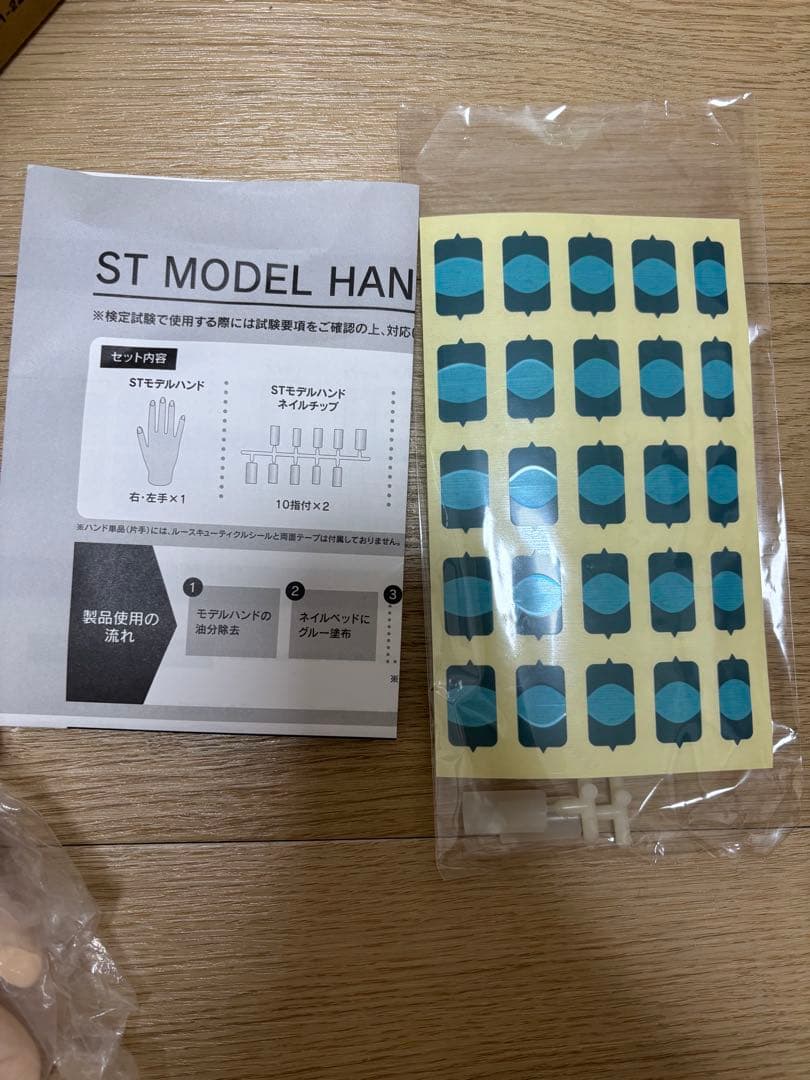 ST MODEL HAN
※検定試験で使用する際には試験要項をご確認の上、対応
セット内容
STモデルハンド
右・左手×1
STモデルハンド
ネイルチップ
10指付×2
※ハンド単品(片手)には、ルースキューティクルシールと両面テープは付属しておりません。
製品使用の
流れ
1
モデルハンドの
油分除去
2
ネイルベッドに
グルー塗布
3
※